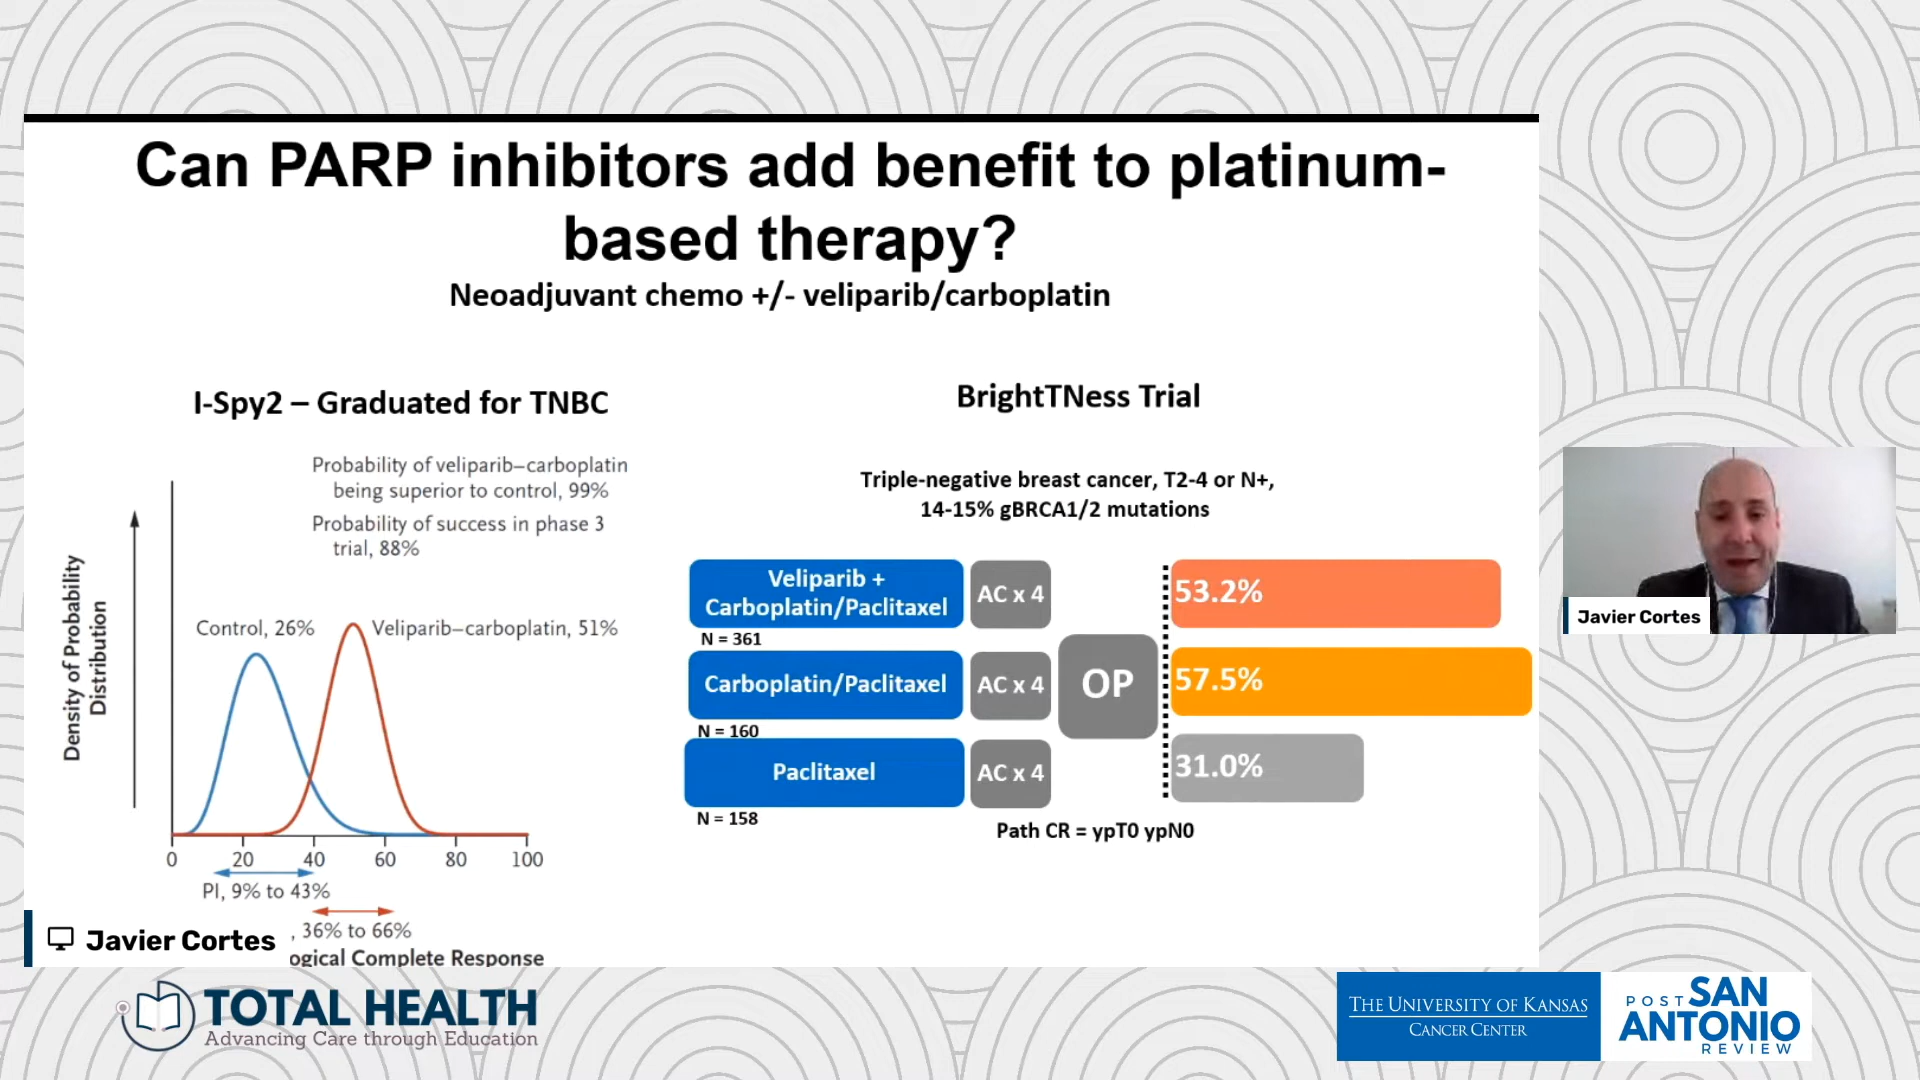 Can PARP inhibitors add benefit to platinum-
based therapy?
Neoadjuvant chemo +/- veliparib/carboplatin
I-Spy2 – Graduated for TNBC
Probability of veliparib–carboplatin
being superior to control, 99%
Probability of success in phase 3
trial, 88%
Density of Probability
Distribution
Control, 26%
Veliparib–carboplatin, 51%
0 20 40 60 80 100
PI, 9% to 43%
, 36% to 66%
ogical Complete Response
BrightTNess Trial
Triple-negative breast cancer, T2-4 or N+,
14-15% gBRCA1/2 mutations
Veliparib +
Carboplatin/Paclitaxel
AC x 4
53.2%
N = 361
Carboplatin/Paclitaxel
AC x 4
OP
57.5%
N = 160
Paclitaxel
AC x 4
31.0%
N = 158
Path CR = ypT0 ypN0
Javier Cortes
Javier Cortes
TOTAL HEALTH
Advancing Care through Education
THE UNIVERSITY OF KANSAS
CANCER CENTER
POST SAN
ANTONIO
REVIEW